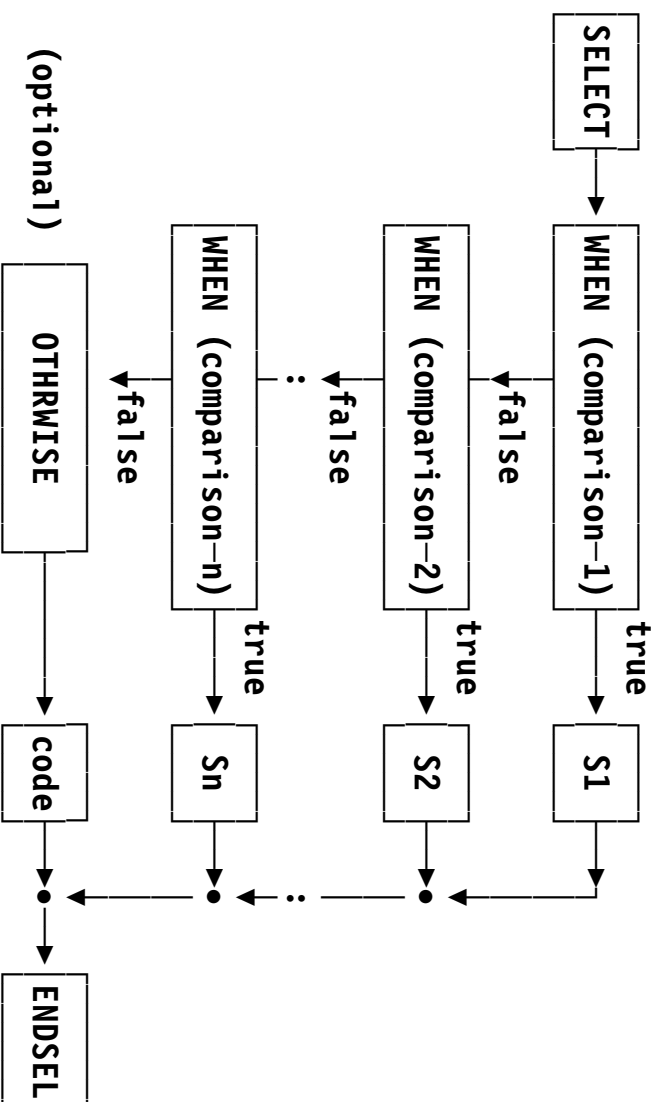 SELECT
WHEN (comparison-1)
true
S1
false
WHEN (comparison-2)
true
S2
false
..
..
WHEN (comparison-n)
true
Sn
false
(optional)
OTHRWISE
code
ENDSEL